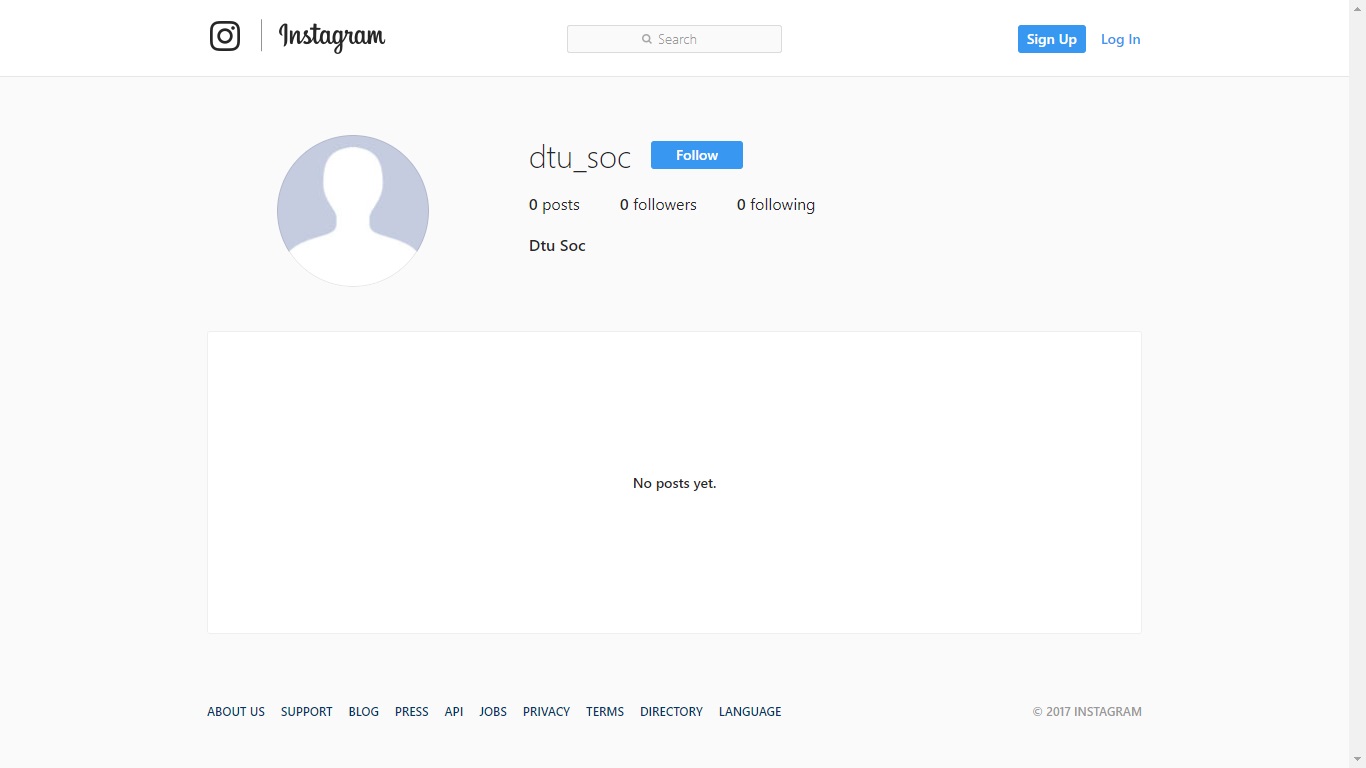 Instagram
Search
Sign Up Log In
dtu_soc Follow
0 posts 0 followers 0 following
Dtu Soc
No posts yet.
ABOUT US SUPPORT BLOG PRESS API JOBS PRIVACY TERMS DIRECTORY LANGUAGE
© 2017 INSTAGRAM